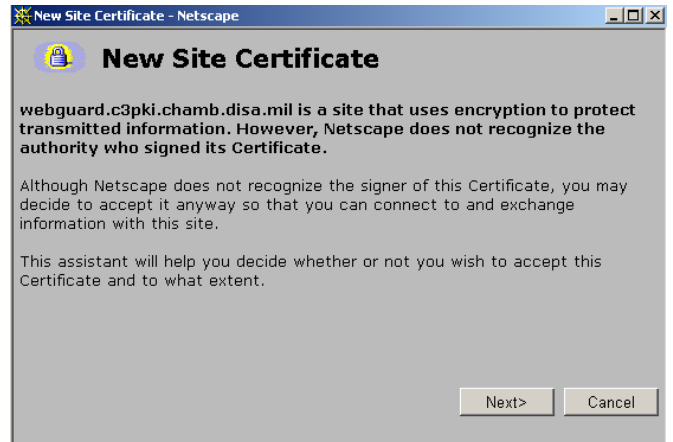 New Site Certificate - Netscape
New Site Certificate
webguard.c3pki.chamb.disa.mil is a site that uses encryption to protect
transmitted information. However, Netscape does not recognize the
authority who signed its Certificate.
Although Netscape does not recognize the signer of this Certificate, you may
decide to accept it anyway so that you can connect to and exchange
information with this site.
This assistant will help you decide whether or not you wish to accept this
Certificate and to what extent.
Next> Cancel